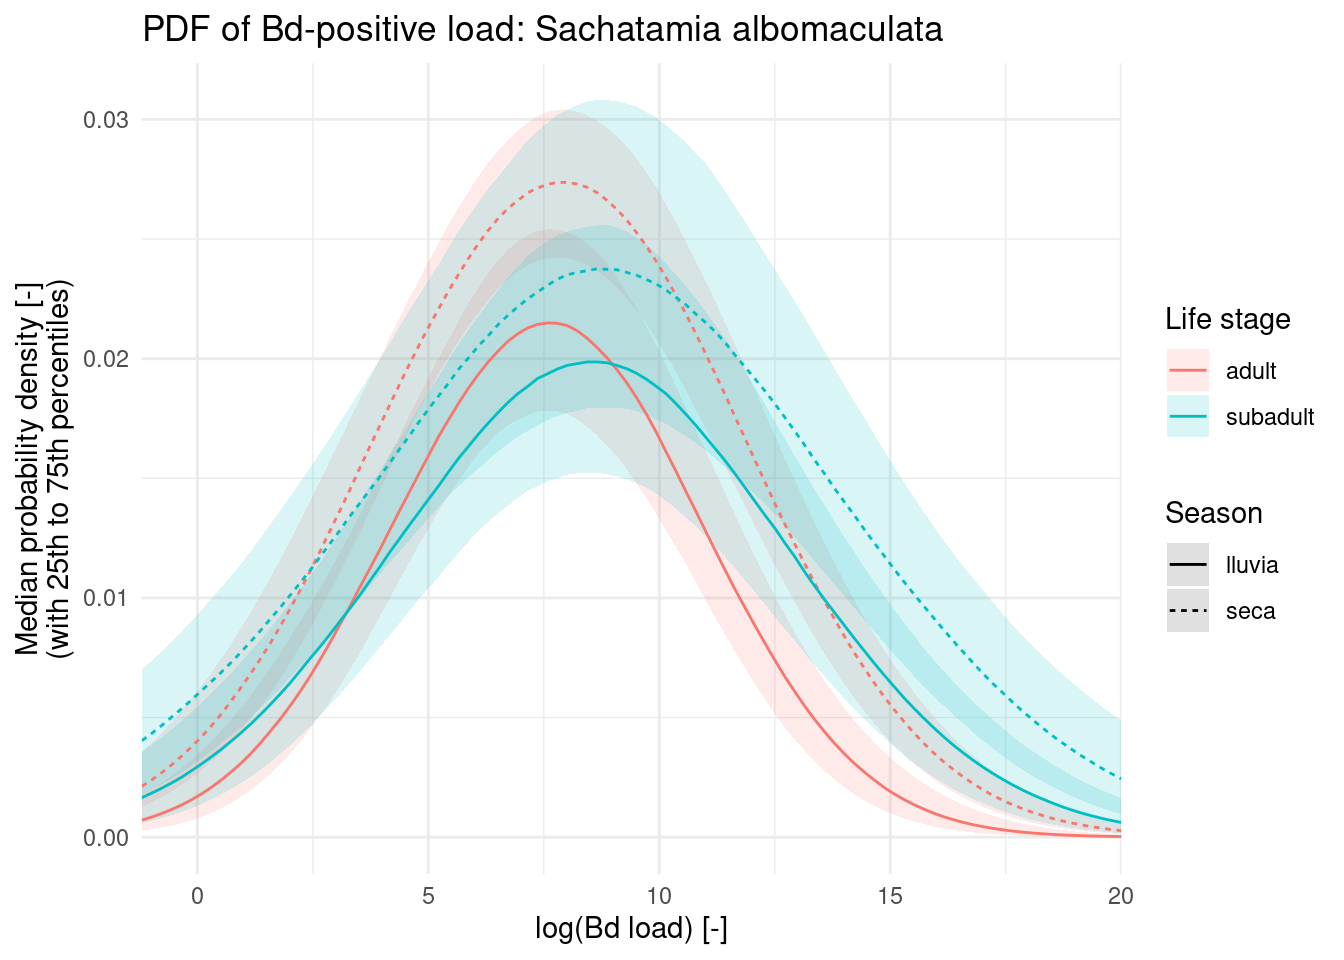 PDF of Bd-positive load: Sachatamia albomaculata
Median probability density [-]
(with 25th to 75th percentiles)
0.03
0.02
0.01
0.00
0
5
10
15
20
log(Bd load) [-]
Life stage
adult
subadult
Season
lluvia
seca